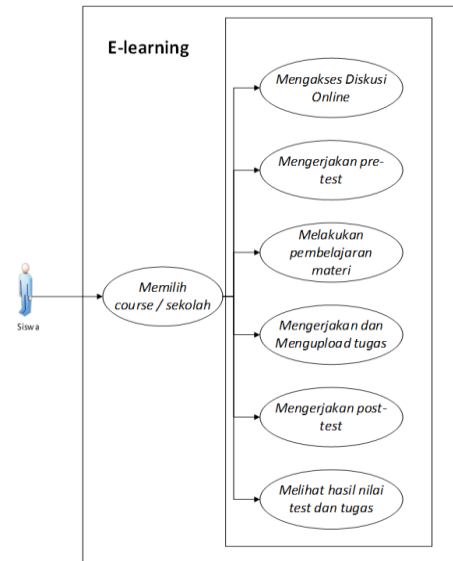 E-learning
Mengakses Diskusi
Online
Mengerjakan pre-
test
Melakukan
pembelajaran
materi
Siswa
Memilih
course / sekolah
Mengerjakan dan
Mengupload tugas
Mengerjakan post-
test
Melihat hasil nilai
test dan tugas